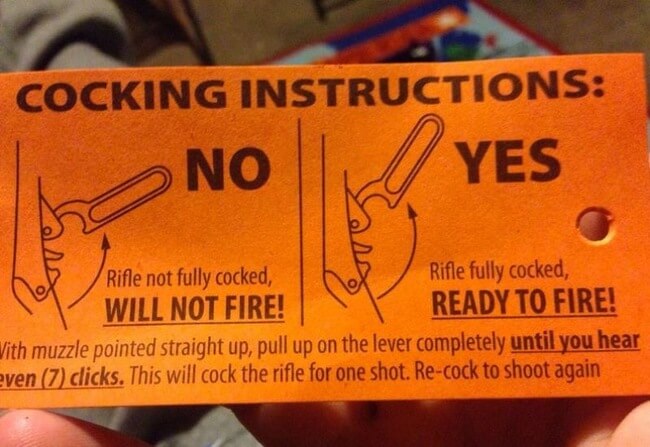 COCKING INSTRUCTIONS:
NO
Rifle not fully cocked,
WILL NOT FIRE!
YES
Rifle fully cocked,
READY TO FIRE!
With muzzle pointed straight up, pull up on the lever completely until you hear
even (7) clicks. This will cock the rifle for one shot. Re-cock to shoot again